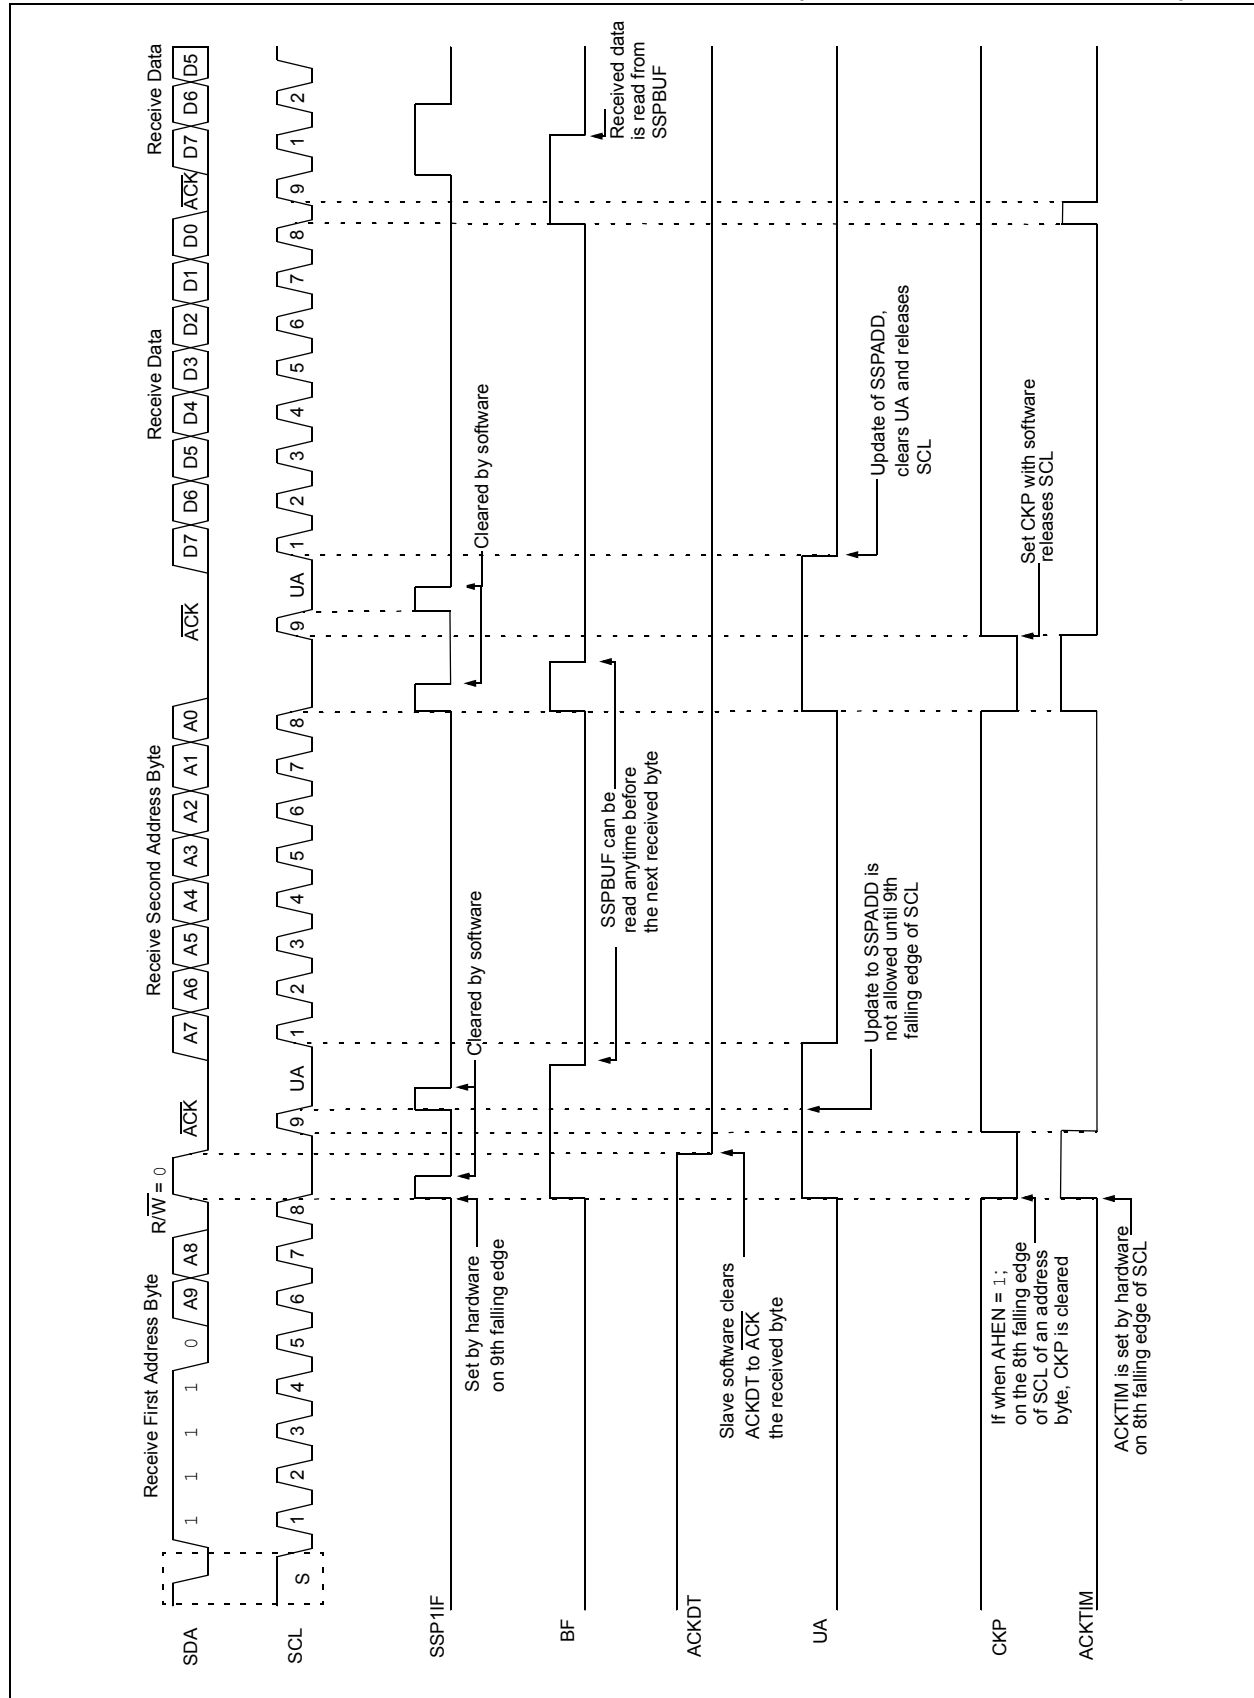 Receive First Address Byte
R/W = 0
ACK
Receive Second Address Byte
ACK
Receive Data
ACK
Receive Data
SDA
1
1
1
1
0
A9
A8
A7
A6
A5
A4
A3
A2
A1
A0
D7
D6
D5
D4
D3
D2
D1
D0
D7
D6
D5
SCL
S
1
2
3
4
5
6
7
8
9
UA
1
2
3
4
5
6
7
8
9
UA
1
2
3
4
5
6
7
8
9
1
2
SSP1IF
Set by hardware
on 9th falling edge
Cleared by software
Cleared by software
BF
SSPBUF can be
read anytime before
the next received byte
Received data
is read from
SSPBUF
ACKDT
Slave software clears
ACKDT to ACK
the received byte
UA
Update to SSPADD is
not allowed until 9th
falling edge of SCL
Update of SSPADD,
clears UA and releases
SCL
CKP
If when AHEN = 1;
on the 8th falling edge
of SCL of an address
byte, CKP is cleared
Set CKP with software
releases SCL
ACKTIM
ACKTIM is set by hardware
on 8th falling edge of SCL